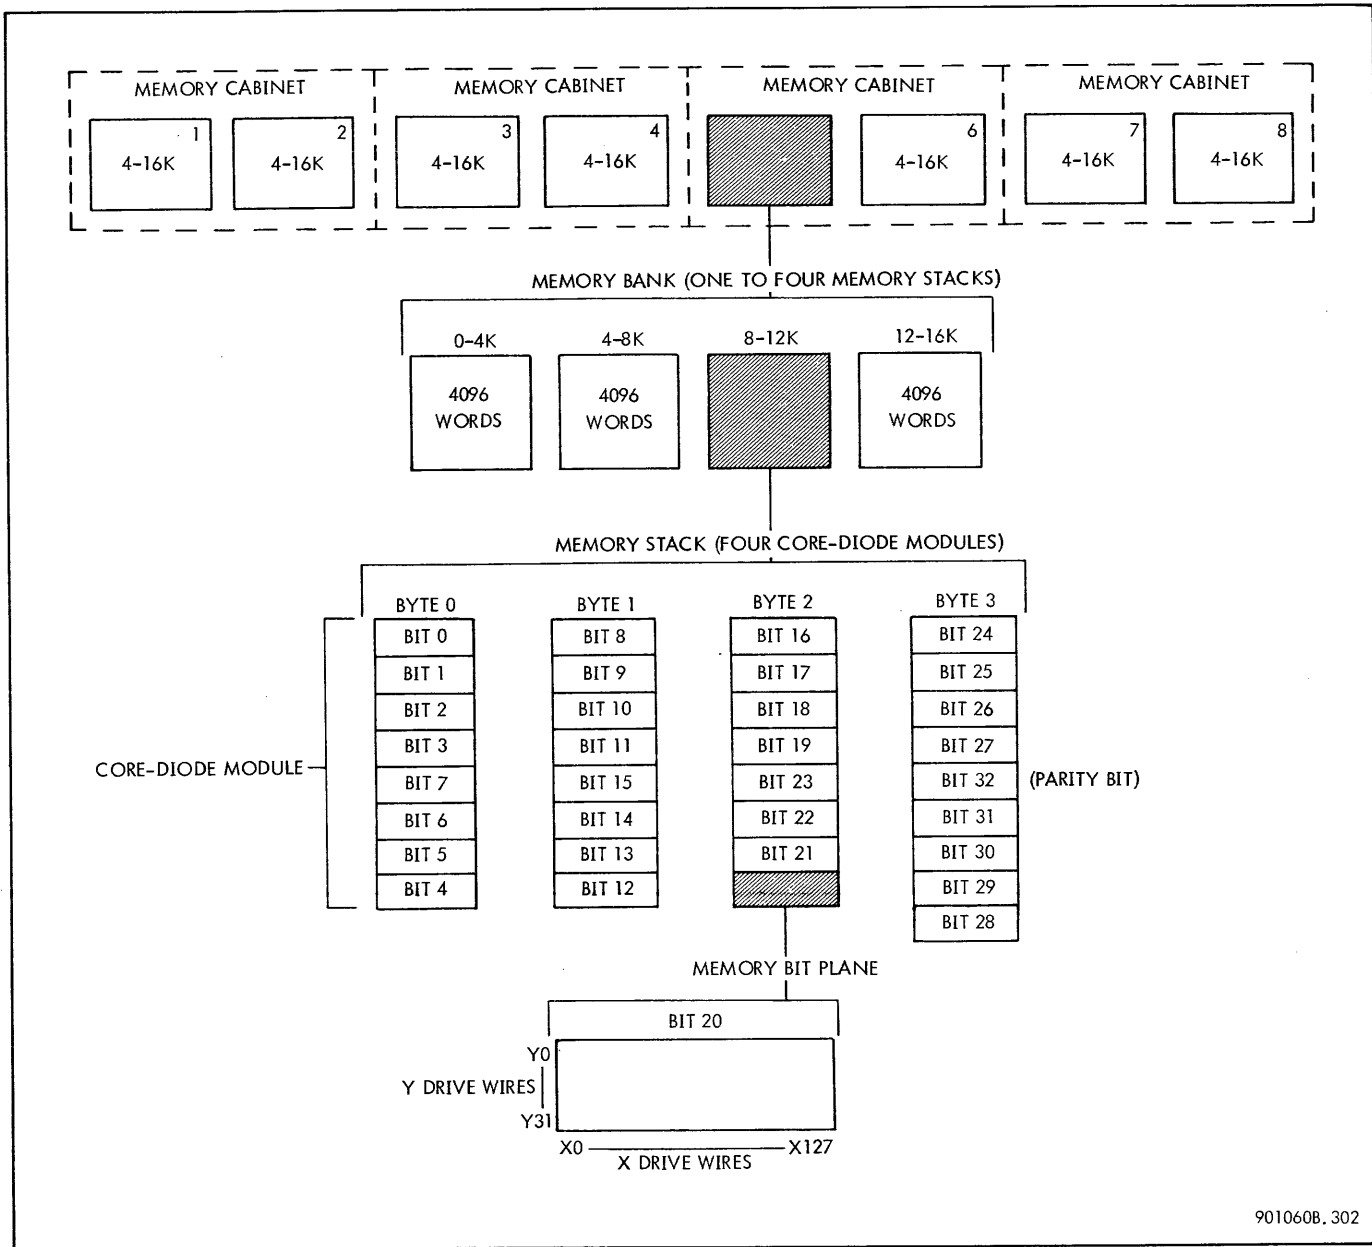 MEMORY CABINET MEMORY CABINET MEMORY CABINET MEMORY CABINET
1 2 3 4 6 7 8
4-16K 4-16K 4-16K 4-16K 4-16K 4-16K 4-16K
MEMORY BANK (ONE TO FOUR MEMORY STACKS)
0-4K 4-8K 8-12K 12-16K
4096 4096 4096
WORDS WORDS WORDS
MEMORY STACK (FOUR CORE-DIODE MODULES)
BYTE 0 BYTE 1 BYTE 2 BYTE 3
BIT 0 BIT 8 BIT 16 BIT 24
BIT 1 BIT 9 BIT 17 BIT 25
BIT 2 BIT 10 BIT 18 BIT 26
BIT 3 BIT 11 BIT 19 BIT 27
CORE-DIODE MODULE BIT 7 BIT 15 BIT 23 BIT 32 (PARITY BIT)
BIT 6 BIT 14 BIT 22 BIT 31
BIT 5 BIT 13 BIT 21 BIT 30
BIT 4 BIT 12 BIT 29
BIT 28
MEMORY BIT PLANE
BIT 20
Y0
Y DRIVE WIRES
Y31
X0 X127
X DRIVE WIRES
901060B.302